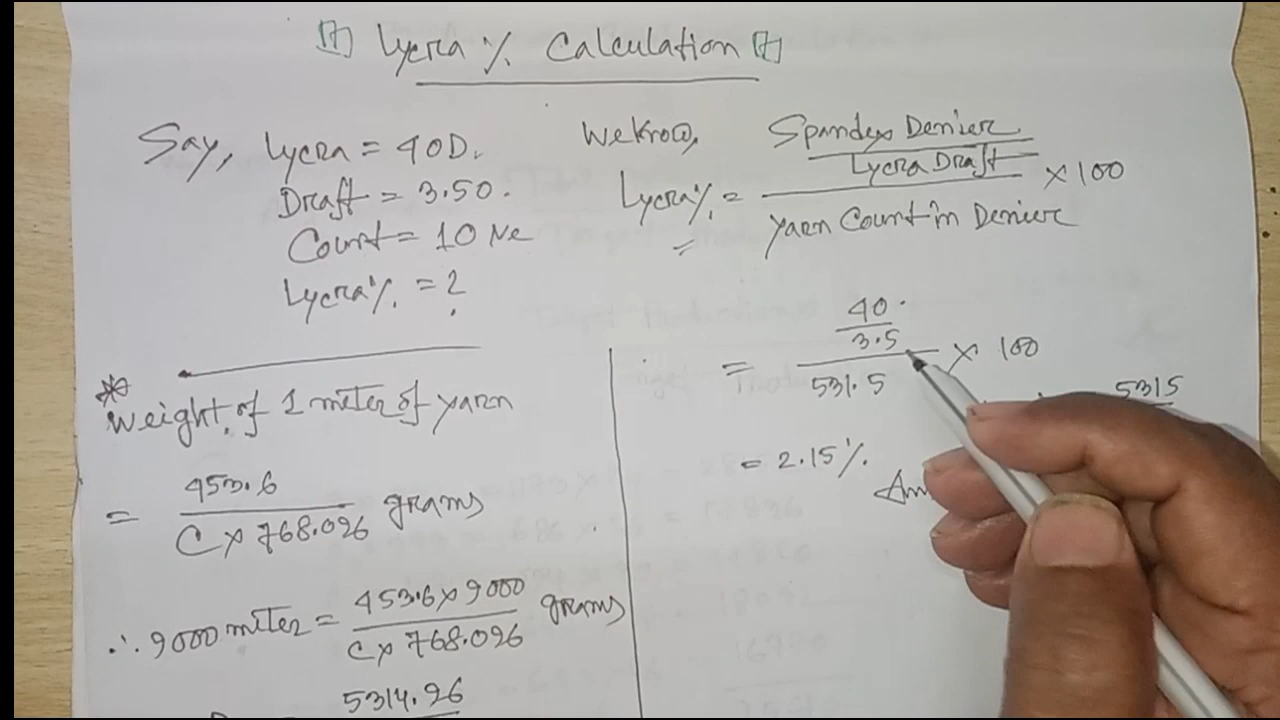 Lycra % Calculation
Say, Lycra = 40D.
Draft = 3.50.
Count = 10 Ne
Lycra % = ?
We Know,
Lycra % = Spandex Denier / Lycra Draft / Yarn Count in Denier × 100
= 40 / 3.5 / 531.5 × 100
= 2.15 %.
5315
* Weight of 1 meter of yarn
= 453.6 / C × 768.096 grams
∴ 9000 miter = 453.6 × 9000 / C × 768.096 grams
5314.96